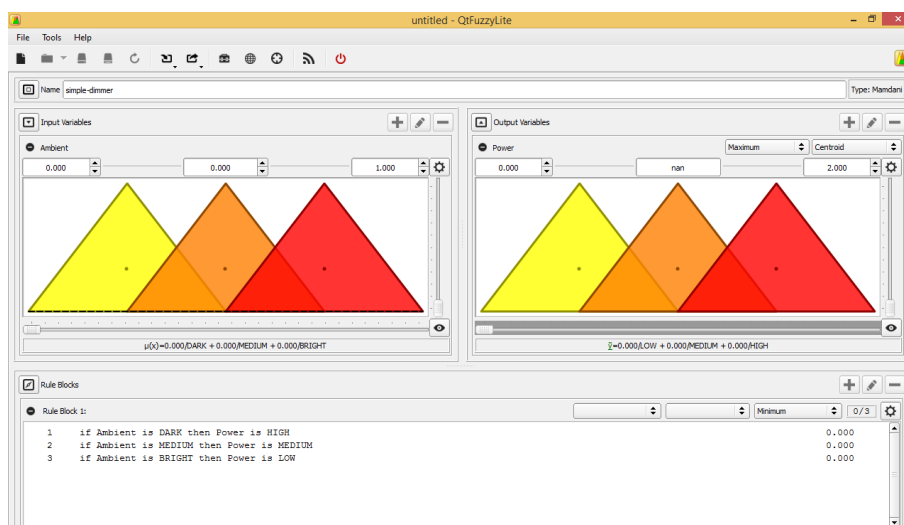 untitled - QtFuzzyLite
File Tools Help
Name simple-dimmer Type: Mamdani
Input Variables
Ambient
0.000 0.000 1.000
μ(x)=0.000/DARK + 0.000/MEDIUM + 0.000/BRIGHT
Output Variables
Power Maximum Centroid
0.000 nan 2.000
ỹ=0.000/LOW + 0.000/MEDIUM + 0.000/HIGH
Rule Blocks
Rule Block 1: Minimum 0/3
1 if Ambient is DARK then Power is HIGH 0.000
2 if Ambient is MEDIUM then Power is MEDIUM 0.000
3 if Ambient is BRIGHT then Power is LOW 0.000